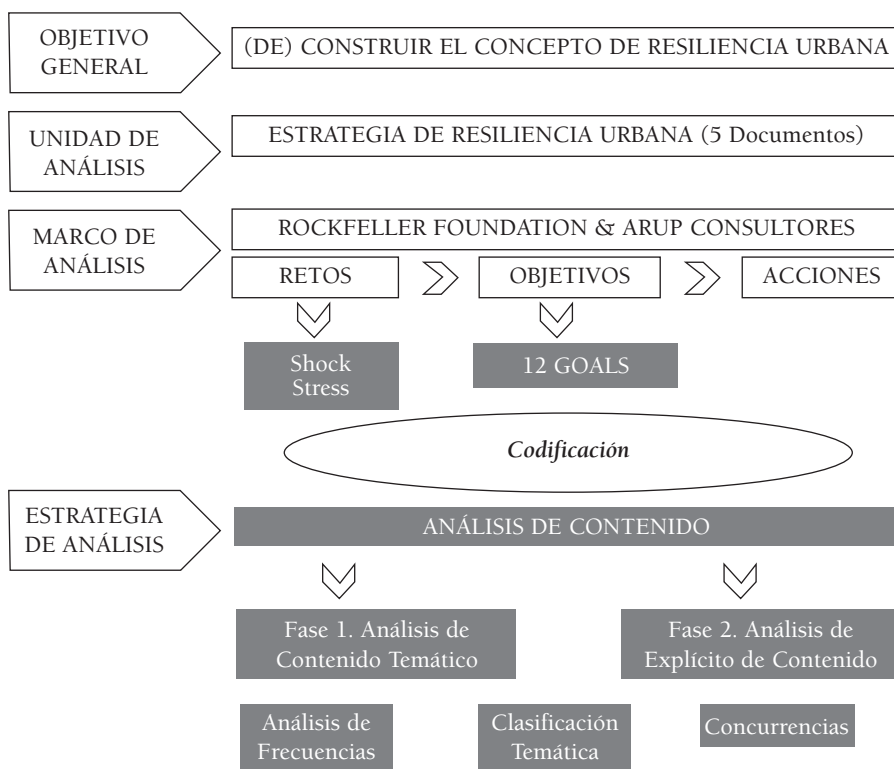 OBJETIVO
GENERAL
(DE) CONSTRUIR EL CONCEPTO DE RESILIENCIA URBANA
UNIDAD DE
ANÁLISIS
ESTRATEGIA DE RESILIENCIA URBANA (5 Documentos)
MARCO DE
ANÁLISIS
ROCKFELLER FOUNDATION & ARUP CONSULTORES
RETOS
OBJETIVOS
ACCIONES
Shock
Stress
12 GOALS
Codificación
ESTRATEGIA
DE ANÁLISIS
ANÁLISIS DE CONTENIDO
Fase 1. Análisis de
Contenido Temático
Fase 2. Análisis de
Explícito de Contenido
Análisis de
Frecuencias
Clasificación
Temática
Concurrencias